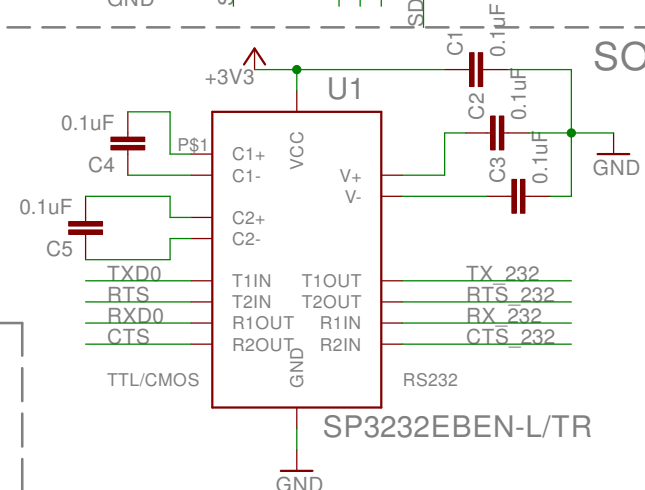 GND
SD
C1
0.1uF
SO
+3V3
U1
C2
0.1uF
0.1uF
C4
P$1
C1+
C1-
VCC
V+
V-
C3
0.1uF
GND
0.1uF
C5
C2+
C2-
TXD0
T1IN
T1OUT
TX_232
RTS
T2IN
T2OUT
RTS_232
RXD0
R1OUT
R1IN
RX_232
CTS
R2OUT
R2IN
CTS_232
GND
TTL/CMOS
RS232
SP3232EBEN-L/TR
GND